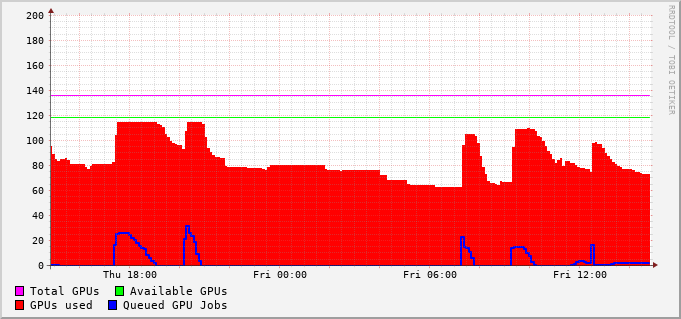 200
180
160
140
120
100
80
60
40
20
0
Thu 18:00 Fri 00:00 Fri 06:00 Fri 12:00
Total GPUs Available GPUs
GPUs used Queued GPU Jobs
RRDTOOL / TOBI OETIKER